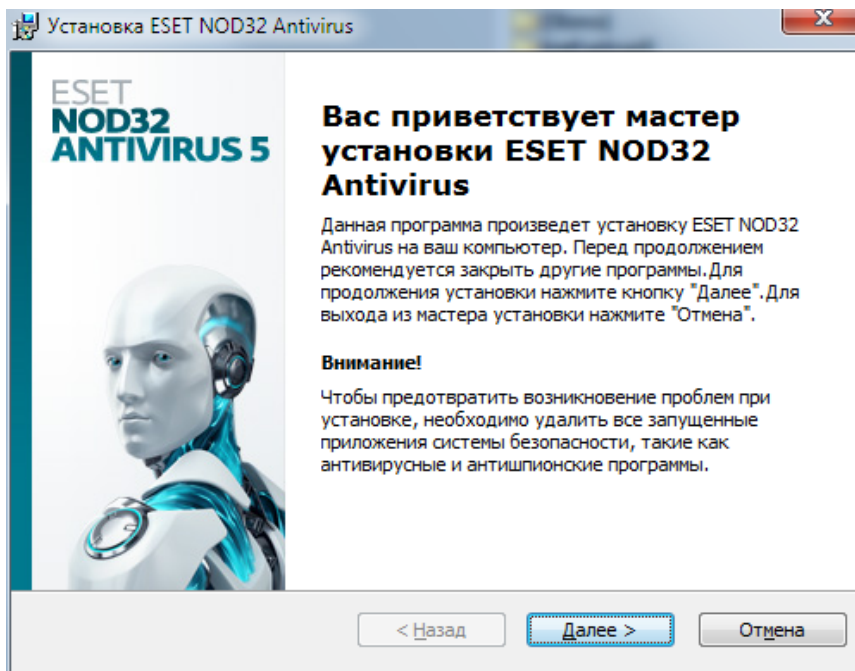 Установка ESET NOD32 Antivirus
X
ESET
NOD32
ANTIVIRUS 5
Вас приветствует мастер
установки ESET NOD32
Antivirus
Данная программа произведет установку ESET NOD32
Antivirus на ваш компьютер. Перед продолжением
рекомендуется закрыть другие программы.Для
продолжения установки нажмите кнопку "Далее".Для
выхода из мастера установки нажмите "Отмена".
Внимание!
Чтобы предотвратить возникновение проблем при
установке, необходимо удалить все запущенные
приложения системы безопасности, такие как
антивирусные и антишпионские программы.
< Назад
Далее >
Отмена